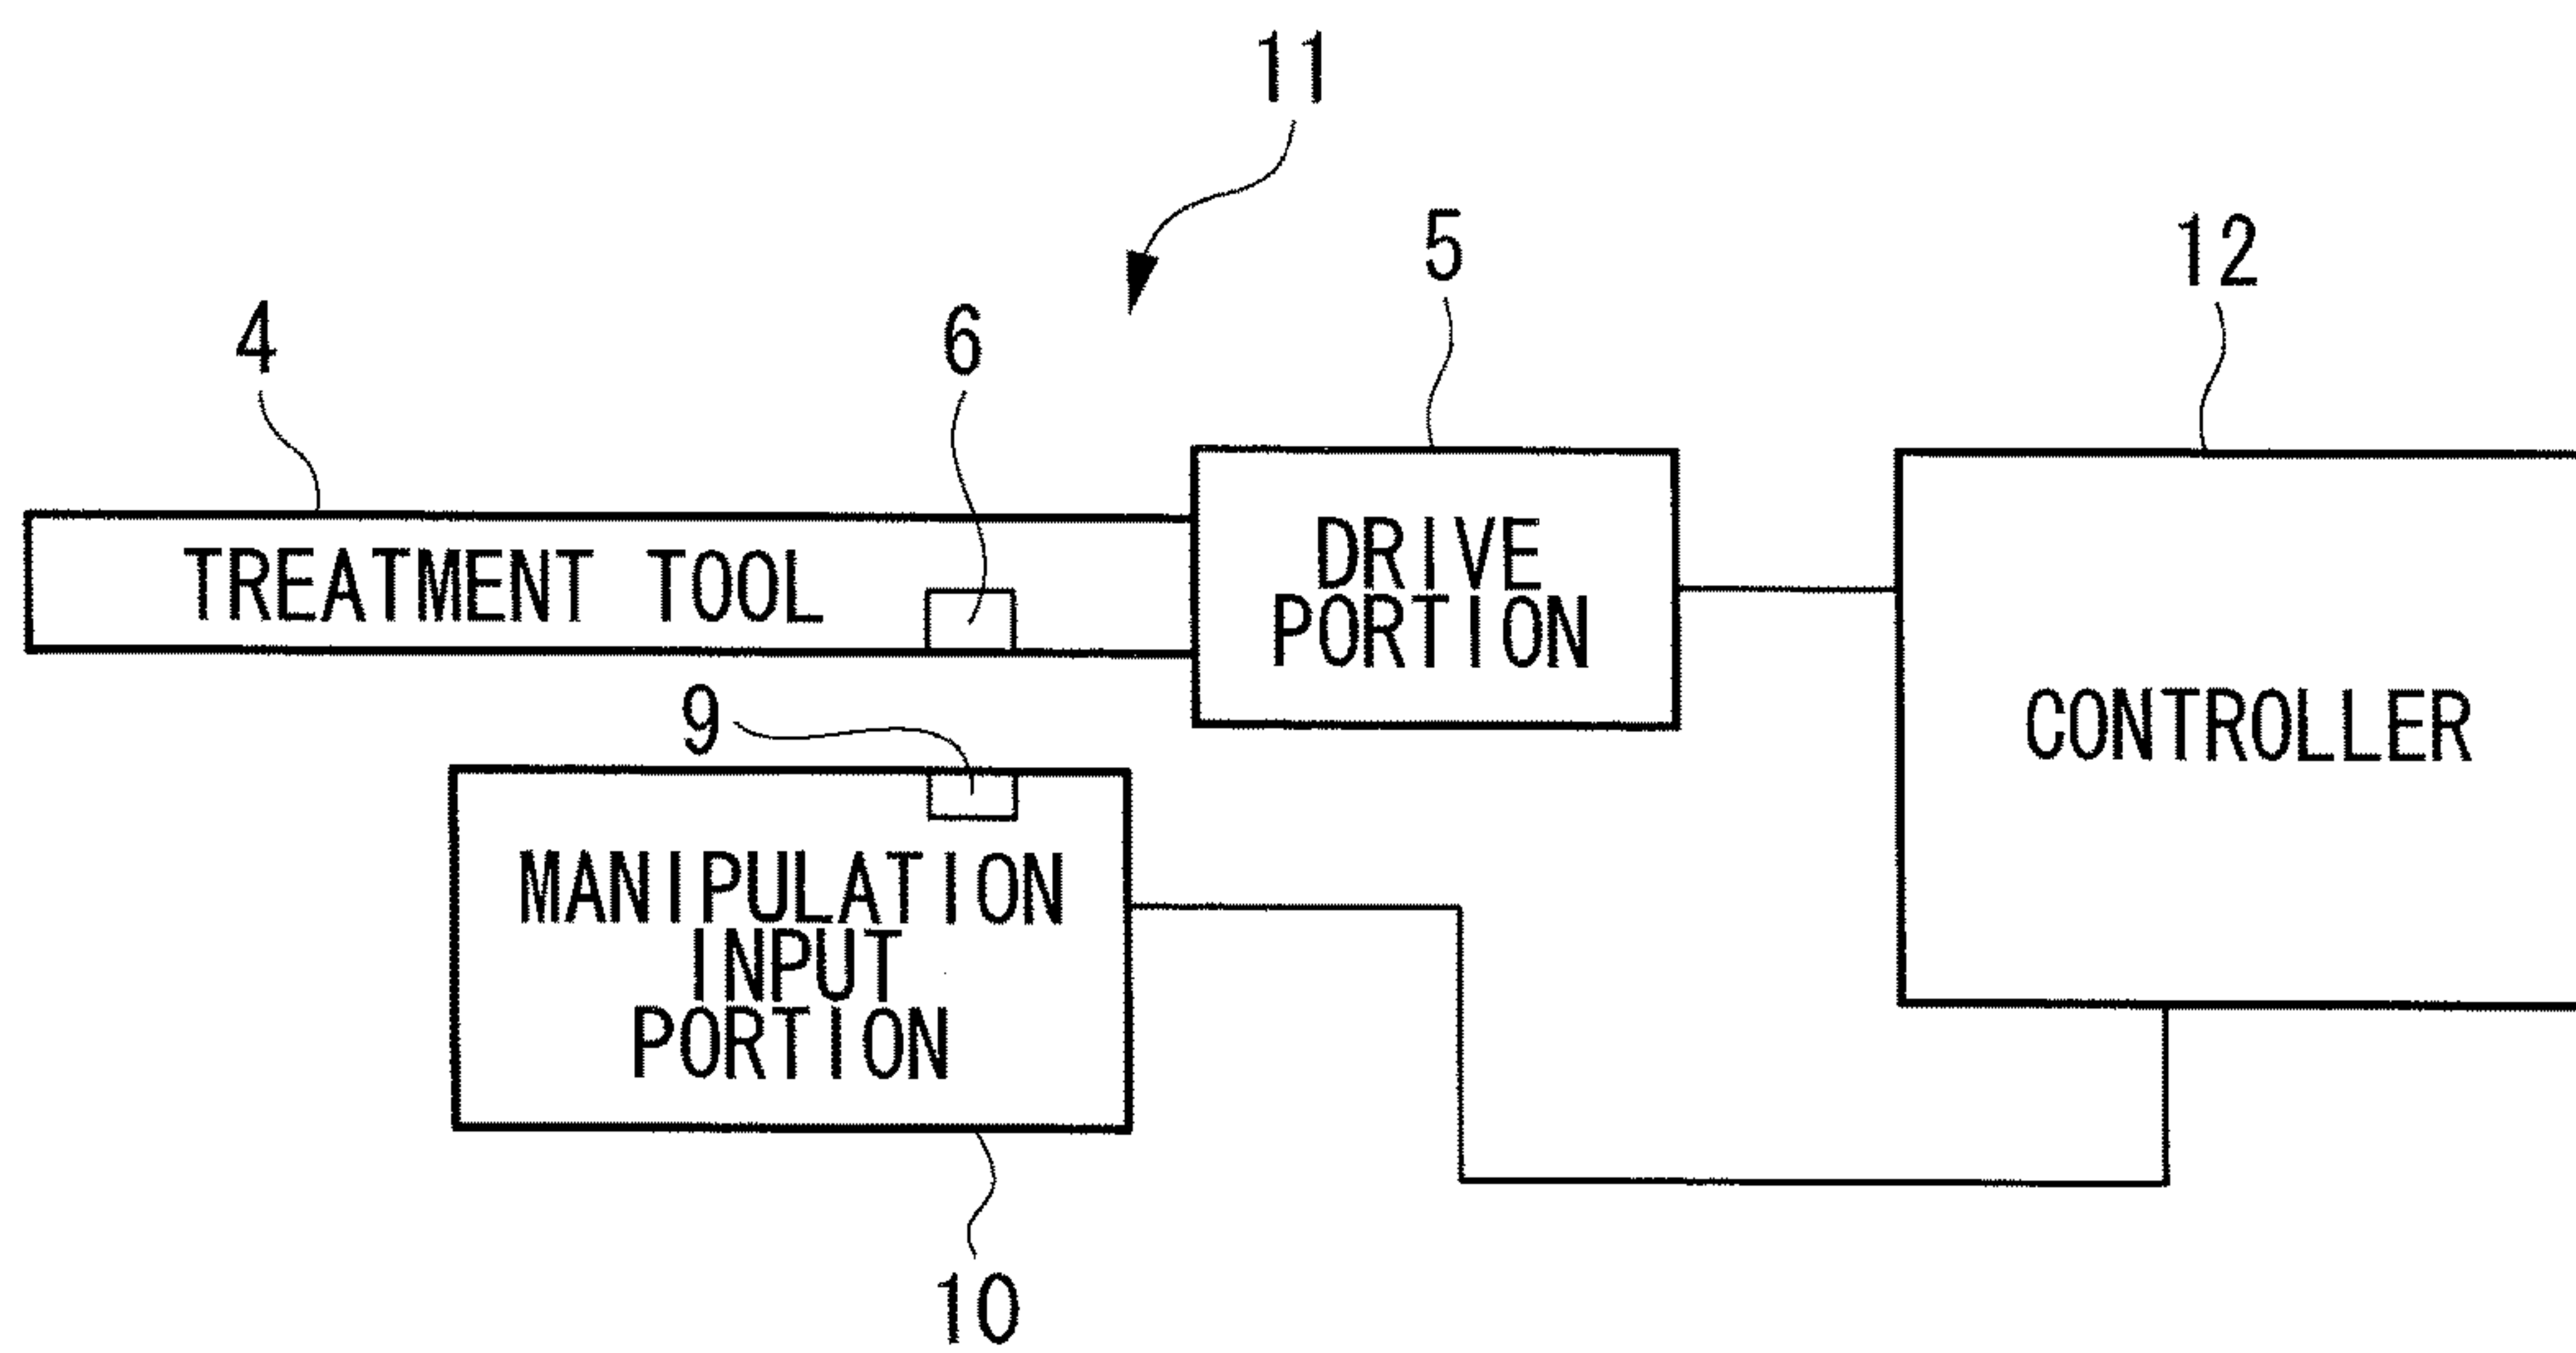 11
5
12
4
6
TREATMENT TOOL
DRIVE
PORTION
CONTROLLER
9
MANIPULATION
INPUT
PORTION
10